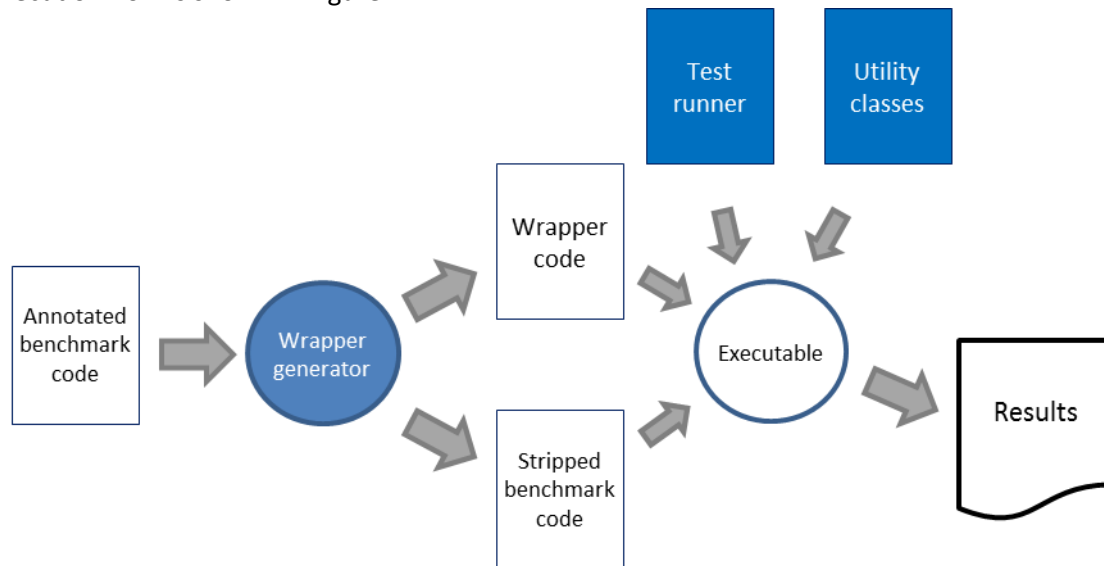 Test
runner
Utility
classes
Wrapper
code
Annotated
benchmark
code
Wrapper
generator
Executable
Results
Stripped
benchmark
code